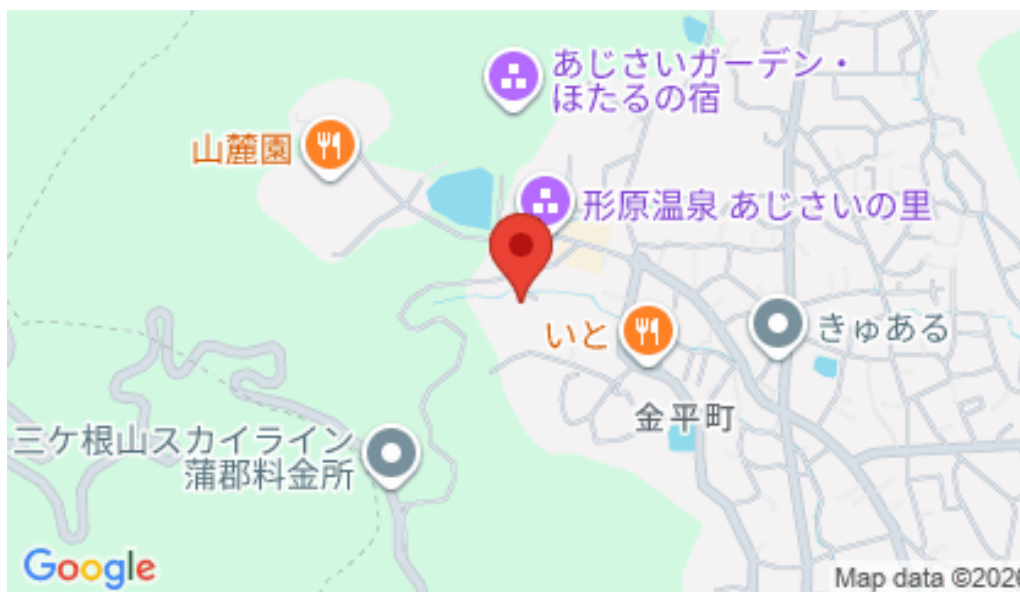 あじさいガーデン・
ほたるの宿
山麓園
形原温泉 あじさいの里
いと
きゅある
金平町
三ケ根山スカイライン
蒲郡料金所
Google
Map data ©2026